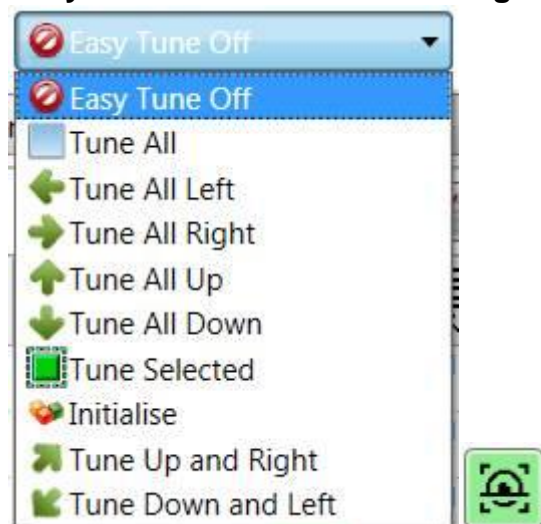 Easy Tune Off
Easy Tune Off
Tune All
Tune All Left
Tune All Right
Tune All Up
Tune All Down
Tune Selected
Initialise
Tune Up and Right
Tune Down and Left